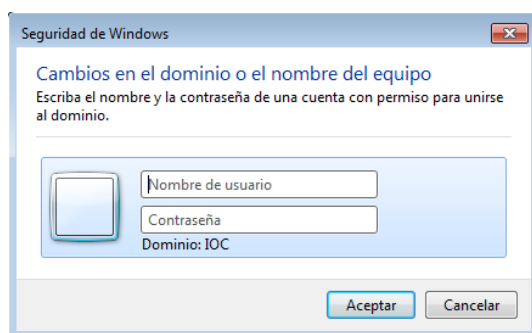 Seguridad de Windows
Cambios en el dominio o el nombre del equipo
Escriba el nombre y la contraseña de una cuenta con permiso para unirse
al dominio.
Nombre de usuario
Contraseña
Dominio: IOC
Aceptar
Cancelar